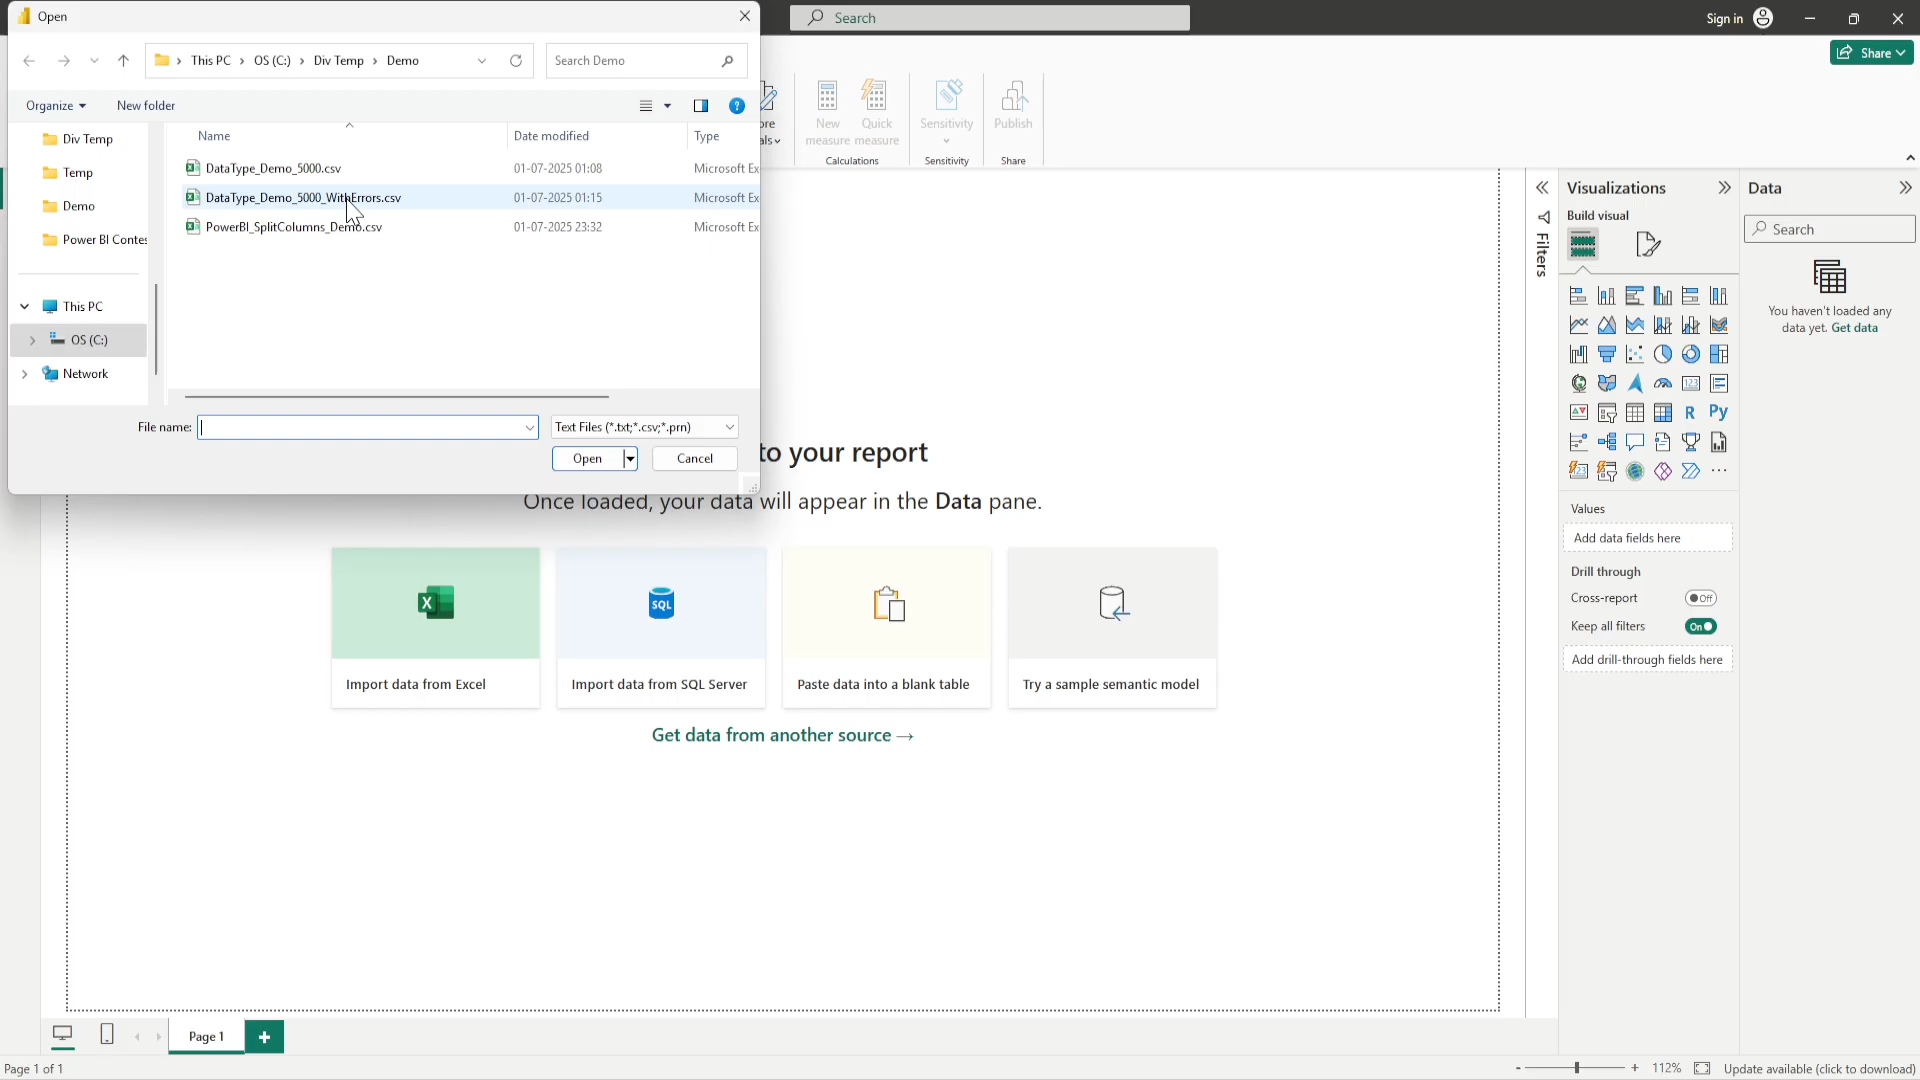 Open
Search
Sign in
This PC
OS (C:)
Div Temp
Demo
Search Demo
Share
Organize
New folder
Name
Date modified
Type
Div Temp
Temp
Demo
Power BI Contes
DataType_Demo_5000.csv 01-07-2025 01:08 Microsoft Ex
DataType_Demo_5000_WithErrors.csv 01-07-2025 01:15 Microsoft Ex
PowerBI_SplitColumns_Demo.csv 01-07-2025 23:32 Microsoft Ex
This PC
OS (C:)
Network
File name:
Text Files (*.txt;*.csv;*.prn)
Open
Cancel
ore
als
New
measure
Quick
measure
Calculations
Sensitivity
Sensitivity
Publish
Share
to your report
Once loaded, your data will appear in the Data pane.
X
SQL
Import data from Excel
Import data from SQL Server
Paste data into a blank table
Try a sample semantic model
Get data from another source →
Filters
Visualizations
Build visual
123
R
Py
123
Values
Add data fields here
Drill through
Cross-report
Off
Keep all filters
On
Add drill-through fields here
Data
Search
You haven't loaded any
data yet. Get data
Page 1
Page 1 of 1
- + 112%
Update available (click to download)